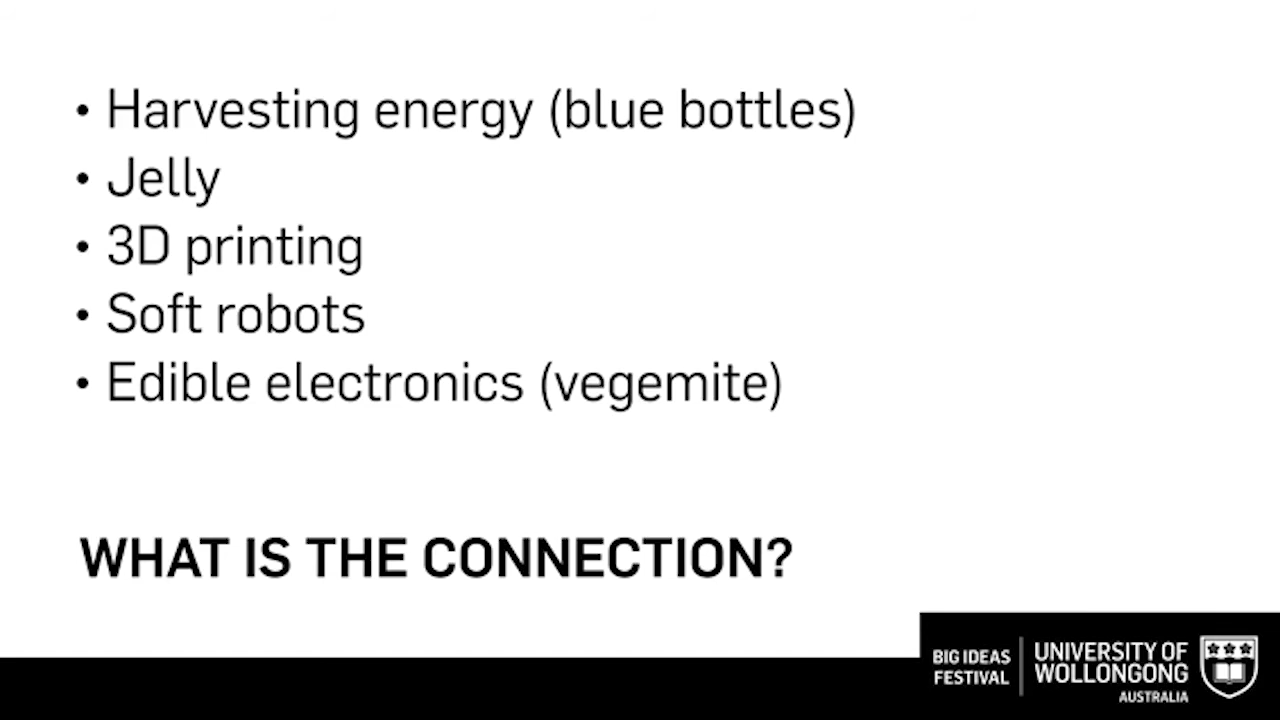 • Harvesting energy (blue bottles)
• Jelly
• 3D printing
• Soft robots
• Edible electronics (vegemite)
WHAT IS THE CONNECTION?
BIG IDEAS
FESTIVAL
UNIVERSITY OF
WOLLONGONG
AUSTRALIA